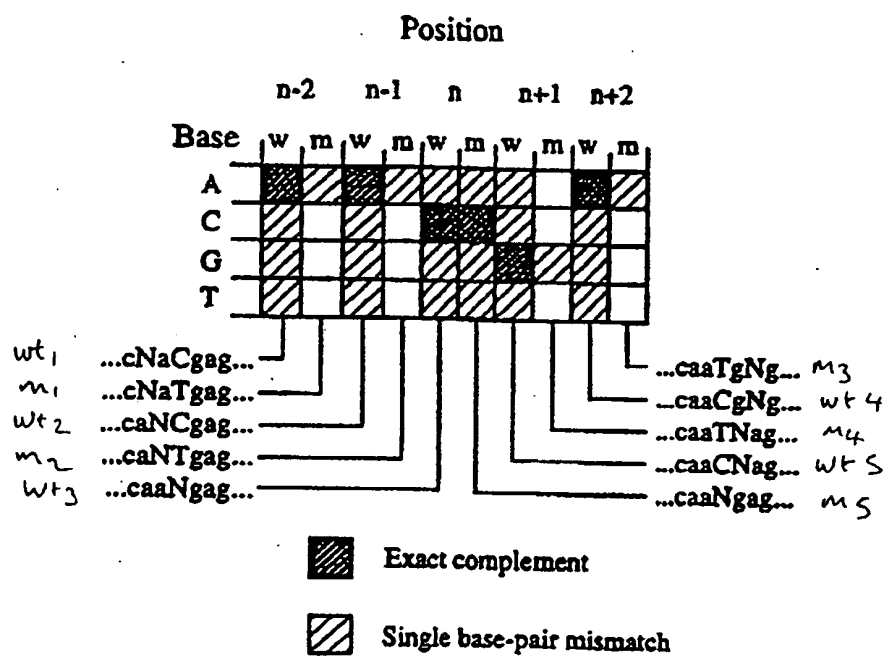 Position
n-2 n-1 n n+1 n+2
Base w m w m w m w m w m
A
C
G
T
wt1 ...cNaCgag...
m1 ...cNaTgag...
wt2 ...caNCgag...
m2 ...caNTgag...
wt3 ...caaNgag...
...caaTgNg... m3
...caaCgNg... wt4
...caaTNag... m4
...caaCNag... wt5
...caaNgag... m5
Exact complement
Single base-pair mismatch